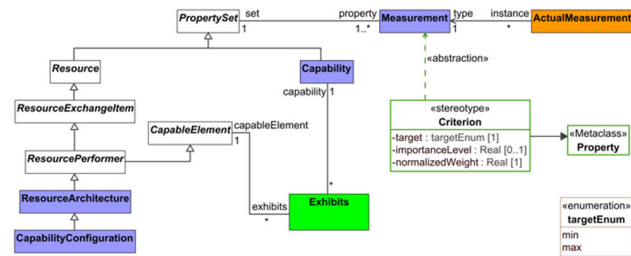 PropertySet
set
1
property
1..*
Measurement
type
1
instance
*
ActualMeasurement
Resource
Capability
capability
1
«abstraction»
ResourceExchangeItem
CapableElement
capableElement
1
«stereotype»
Criterion
-target : targetEnum [1]
-importanceLevel : Real [0..1]
-normalizedWeight : Real [1]
«Metaclass»
Property
ResourcePerformer
ResourceArchitecture
*
exhibits
*
Exhibits
CapabilityConfiguration
«enumeration»
targetEnum
min
max